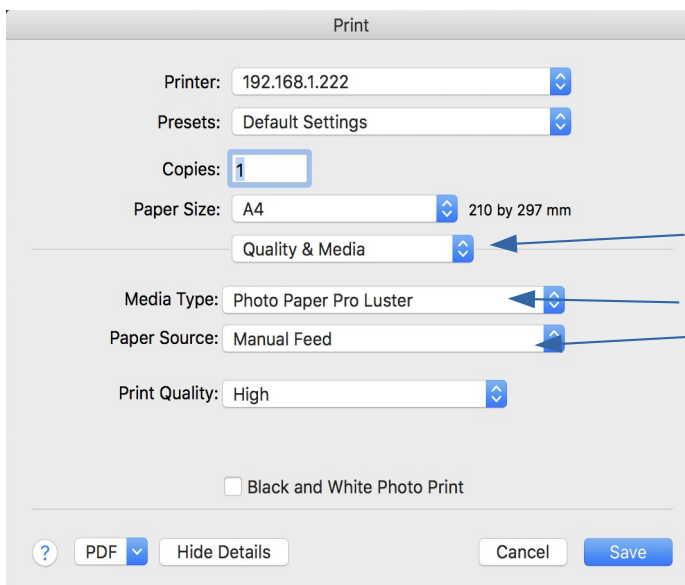 Print
Printer: 192.168.1.222
Presets: Default Settings
Copies: 1
Paper Size: A4 210 by 297 mm
Quality & Media
Media Type: Photo Paper Pro Luster
Paper Source: Manual Feed
Print Quality: High
Black and White Photo Print
? PDF Hide Details Cancel Save